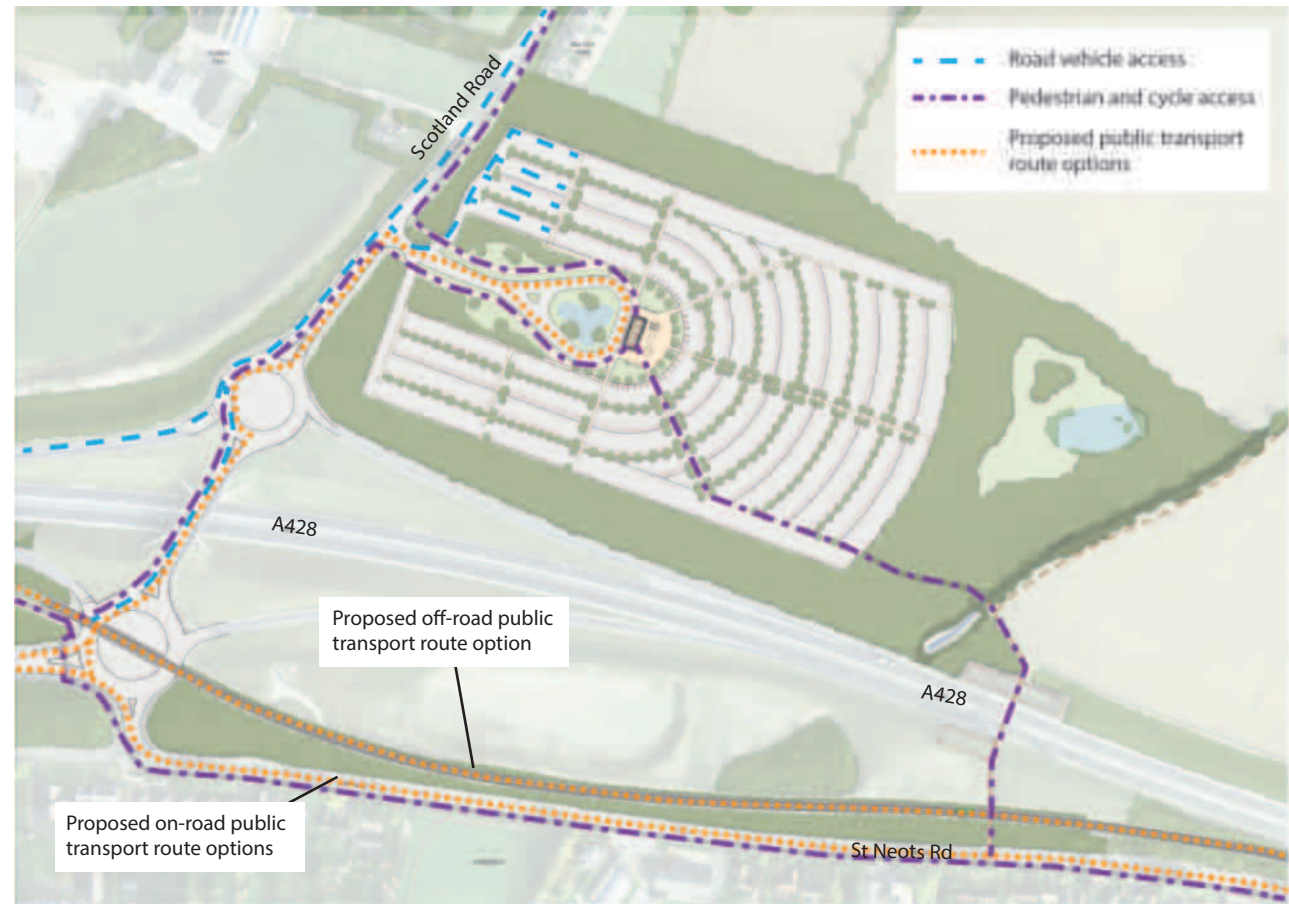 Scotland Road
Road vehicle access
Pedestrian and cycle access
Proposed public transport
route options
A428
Proposed off-road public
transport route option
A428
Proposed on-road public
transport route options
St Neots Rd